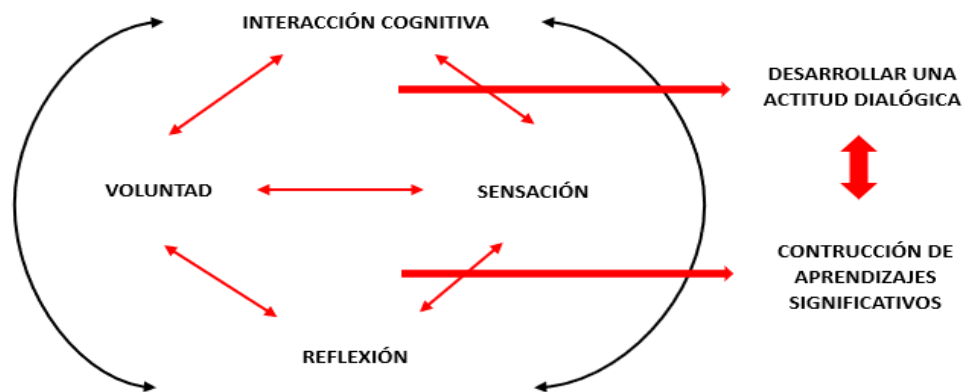 INTERACCIÓN COGNITIVA
DESARROLLAR UNA
ACTITUD DIALÓGICA
VOLUNTAD
SENSACIÓN
CONTRUCCIÓN DE
APRENDIZAJES
SIGNIFICATIVOS
REFLEXIÓN